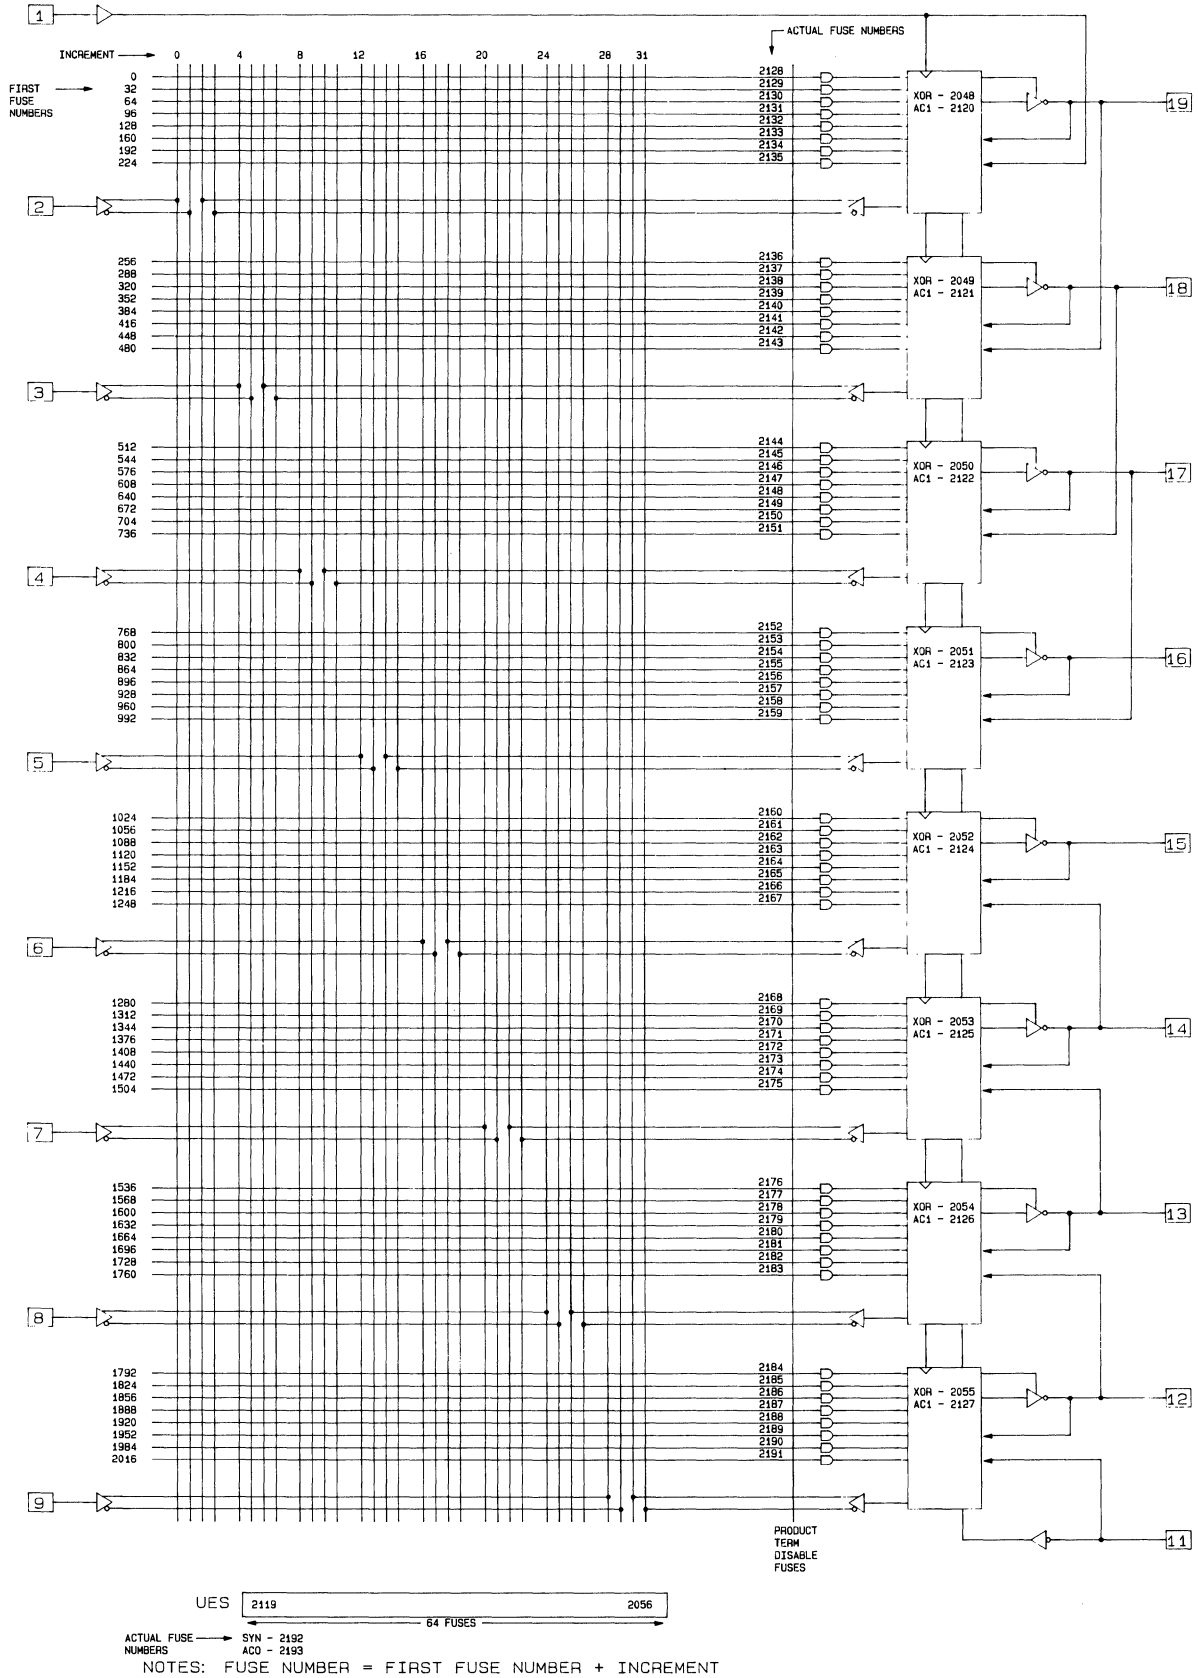 1
ACTUAL FUSE NUMBERS
INCREMENT 0 4 8 12 16 20 24 28 31
FIRST
FUSE
NUMBERS
0 2128
32 2129
64 2130
96 2131
128 2132
160 2133
192 2134
224 2135
XOR - 2048
AC1 - 2120
19
2
256 2136
288 2137
320 2138
352 2139
384 2140
416 2141
448 2142
480 2143
XOR - 2049
AC1 - 2121
18
3
512 2144
544 2145
576 2146
608 2147
640 2148
672 2149
704 2150
736 2151
XOR - 2050
AC1 - 2122
17
4
768 2152
800 2153
832 2154
864 2155
896 2156
928 2157
960 2158
992 2159
XOR - 2051
AC1 - 2123
16
5
1024 2160
1056 2161
1088 2162
1120 2163
1152 2164
1184 2165
1216 2166
1248 2167
XOR - 2052
AC1 - 2124
15
6
1280 2168
1312 2169
1344 2170
1376 2171
1408 2172
1440 2173
1472 2174
1504 2175
XOR - 2053
AC1 - 2125
14
7
1536 2176
1568 2177
1600 2178
1632 2179
1664 2180
1696 2181
1728 2182
1760 2183
XOR - 2054
AC1 - 2126
13
8
1792 2184
1824 2185
1856 2186
1888 2187
1920 2188
1952 2189
1984 2190
2016 2191
XOR - 2055
AC1 - 2127
12
9
11
PRODUCT
TERM
DISABLE
FUSES
UES 2119 2056
64 FUSES
ACTUAL FUSE SYN - 2192
NUMBERS AC0 - 2193
NOTES: FUSE NUMBER = FIRST FUSE NUMBER + INCREMENT